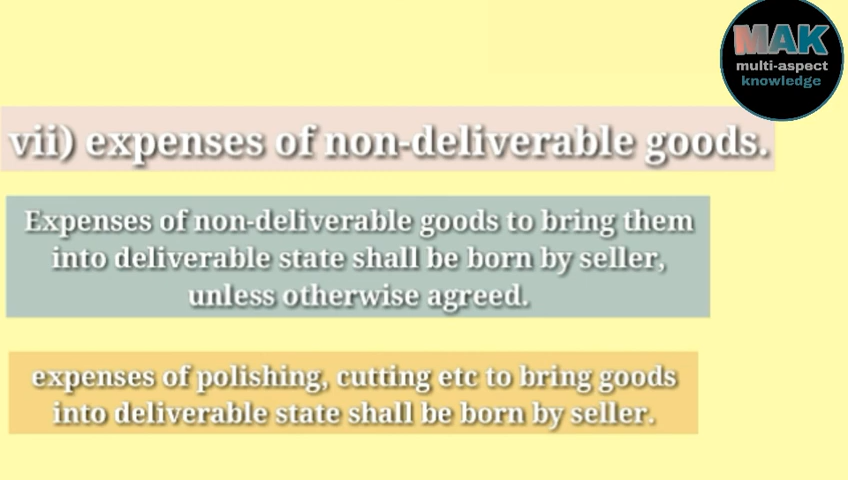 MAK
multi-aspect
knowledge
vii) expenses of non-deliverable goods.
Expenses of non-deliverable goods to bring them
into deliverable state shall be born by seller,
unless otherwise agreed.
expenses of polishing, cutting etc to bring goods
into deliverable state shall be born by seller.